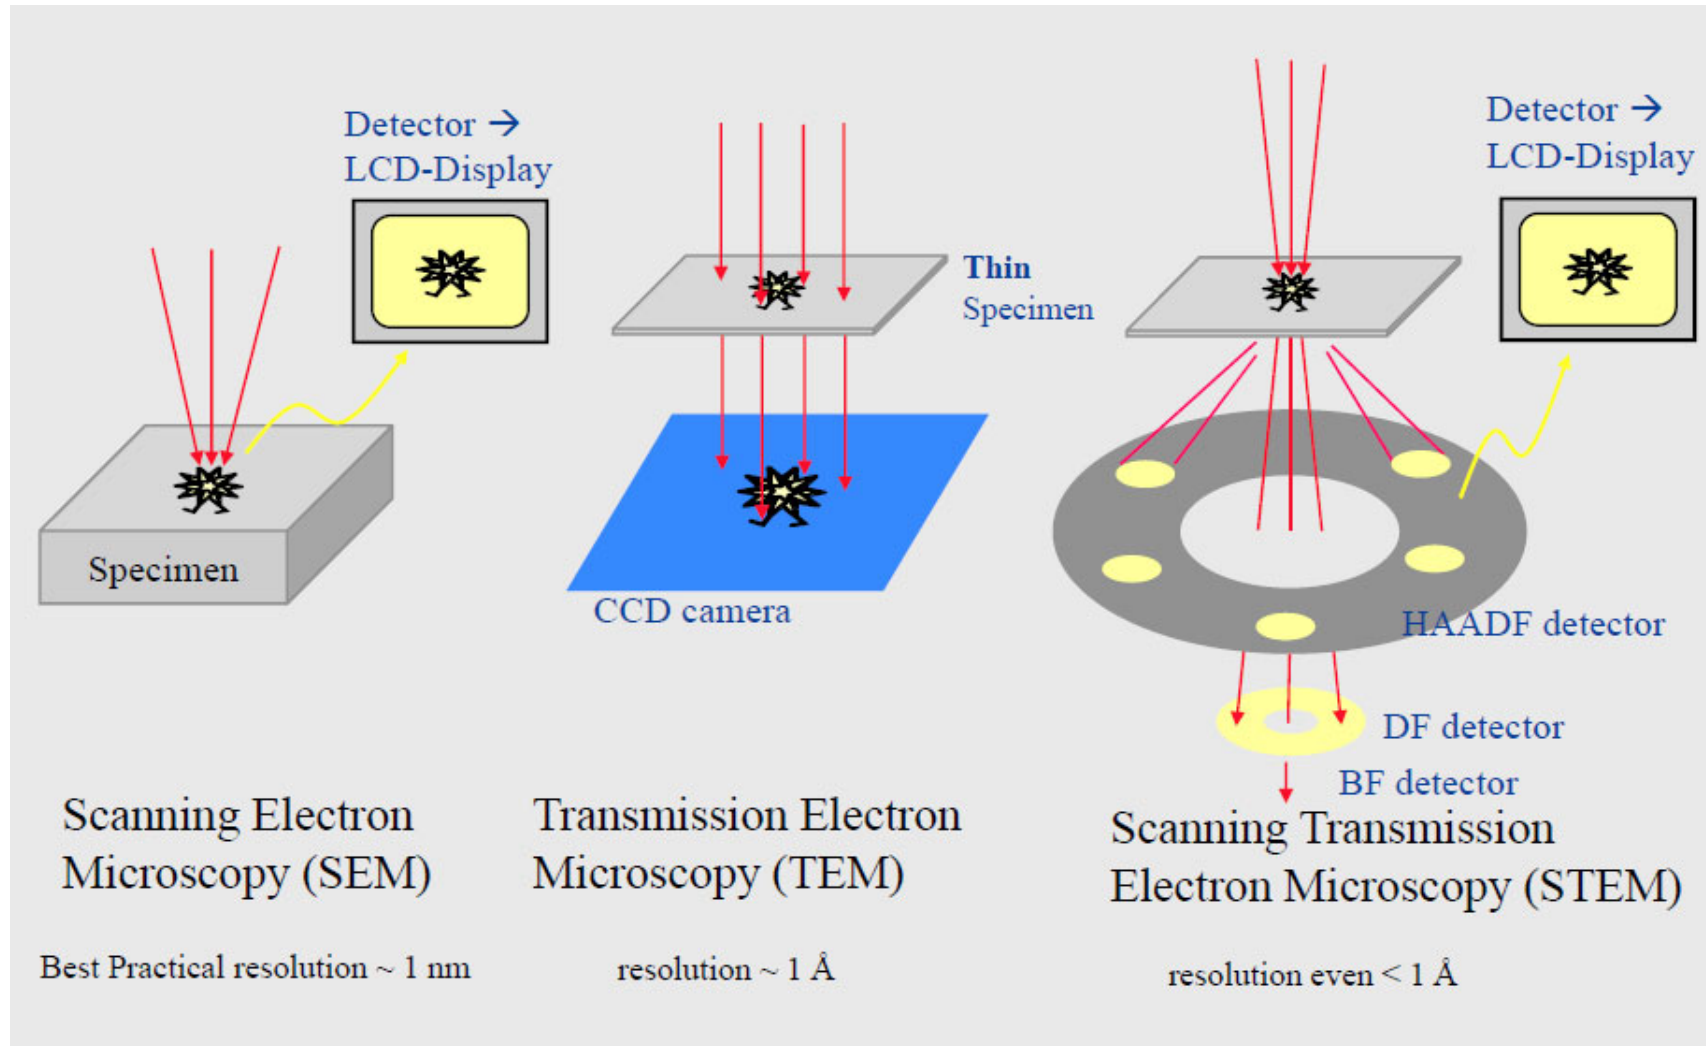 Detector →
LCD-Display
Specimen
Scanning Electron
Microscopy (SEM)
Best Practical resolution ~ 1 nm
Thin
Specimen
CCD camera
Transmission Electron
Microscopy (TEM)
resolution ~ 1 Å
Detector →
LCD-Display
HAADF detector
DF detector
BF detector
Scanning Transmission
Electron Microscopy (STEM)
resolution even < 1 Å